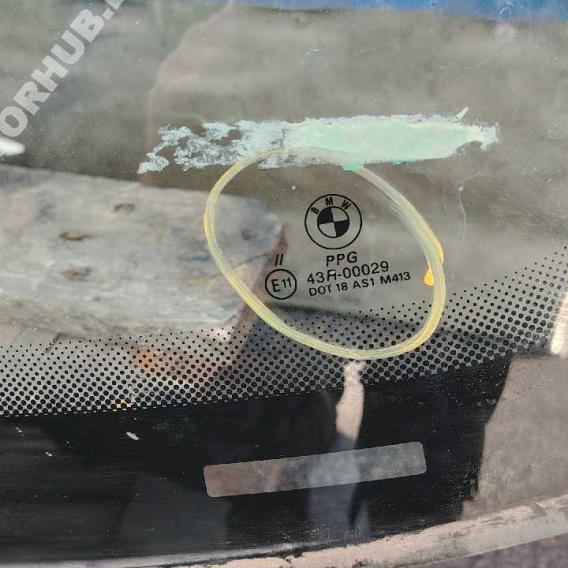 ORHUB.
BMW
PPG
II
E11
43R-00029
DOT 18 AS1 M413